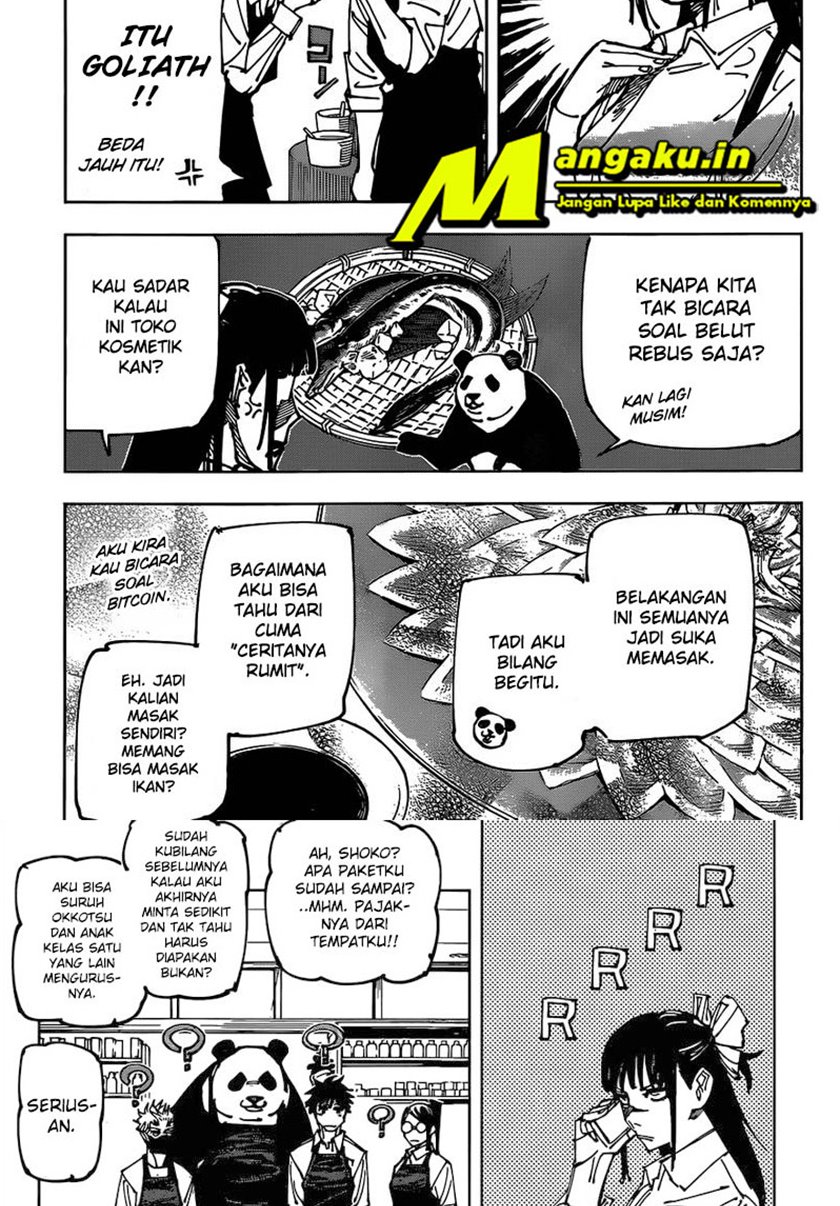 ITU
GOLIATH
!!
BEDA
JAUH ITU!
コー
Mangaku.in
Jangan Lupa Like dan Komennya
KENAPA KITA
TAK BICARA
SOAL BELUT
REBUS SAJA?
KAN LAGI
MUSIM!
KAU SADAR
KALAU
INI TOKO
KOSMETIK
KAN?
BELAKANGAN
INI SEMUANYA
JADI SUKA
MEMASAK.
TADI AKU
BILANG
BEGITU.
BAGAIMANA
AKU BISA
TAHU DARI
CUMA
"CERITANYA
RUMIT".
AKU KIRA
KAU BICARA
SOAL
BITCOIN.
EH. JADI
KALIAN
MASAK
SENDIRI?
MEMANG
BISA MASAK
IKAN?
R
R
R
R
AH, SHOKO?
APA PAKETKU
SUDAH SAMPAI?
..MHM. PAJAK-
NYA DARI
TEMPATKU!!
SUDAH
KUBILANG
SEBELUMNYA
KALAU AKU
AKHIRNYA
MINTA SEDIKIT
DAN TAK TAHU
HARUS
DIAPAKAN
BUKAN?
AKU BISA
SURUH
OKKOTSU
DAN ANAK
KELAS SATU
YANG LAIN
MENGURUS-
NYA.
SERIUS-
AN.
?
?
?
?